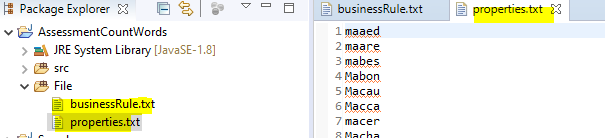 Package Explorer
AssessmentCountWords
JRE System Library [JavaSE-1.8]
src
File
businessRule.txt
properties.txt
businessRule.txt
properties.txt
1 maaed
2 maare
3 mabes
4 Mabon
5 Macau
6 Macca
7 macer
8 Macha